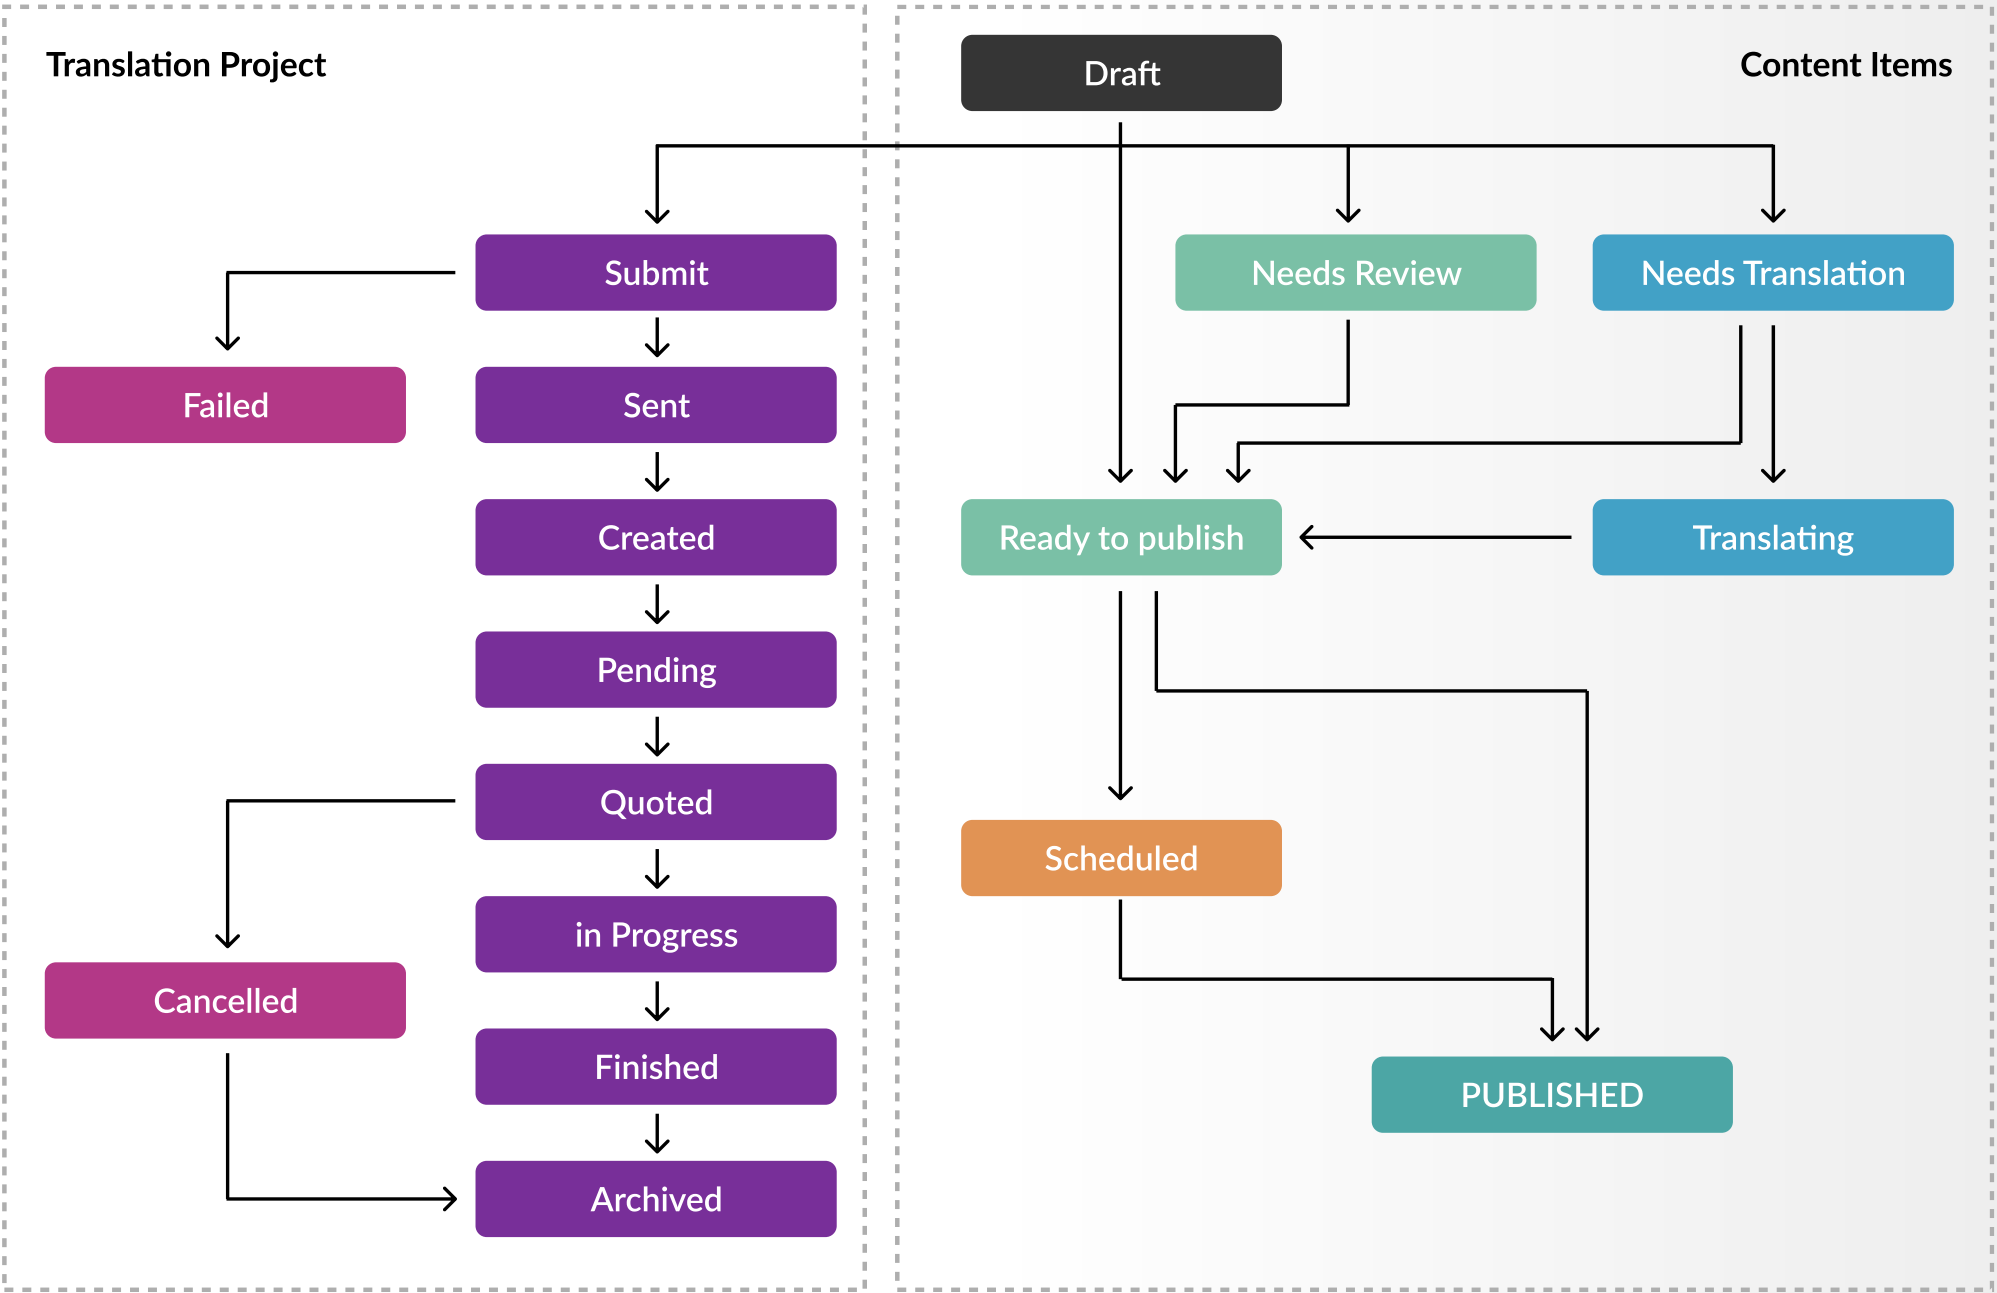 Translation Project
Submit
Failed
Sent
Created
Pending
Quoted
in Progress
Cancelled
Finished
Archived
Content Items
Draft
Needs Review
Needs Translation
Ready to publish
Translating
Scheduled
PUBLISHED